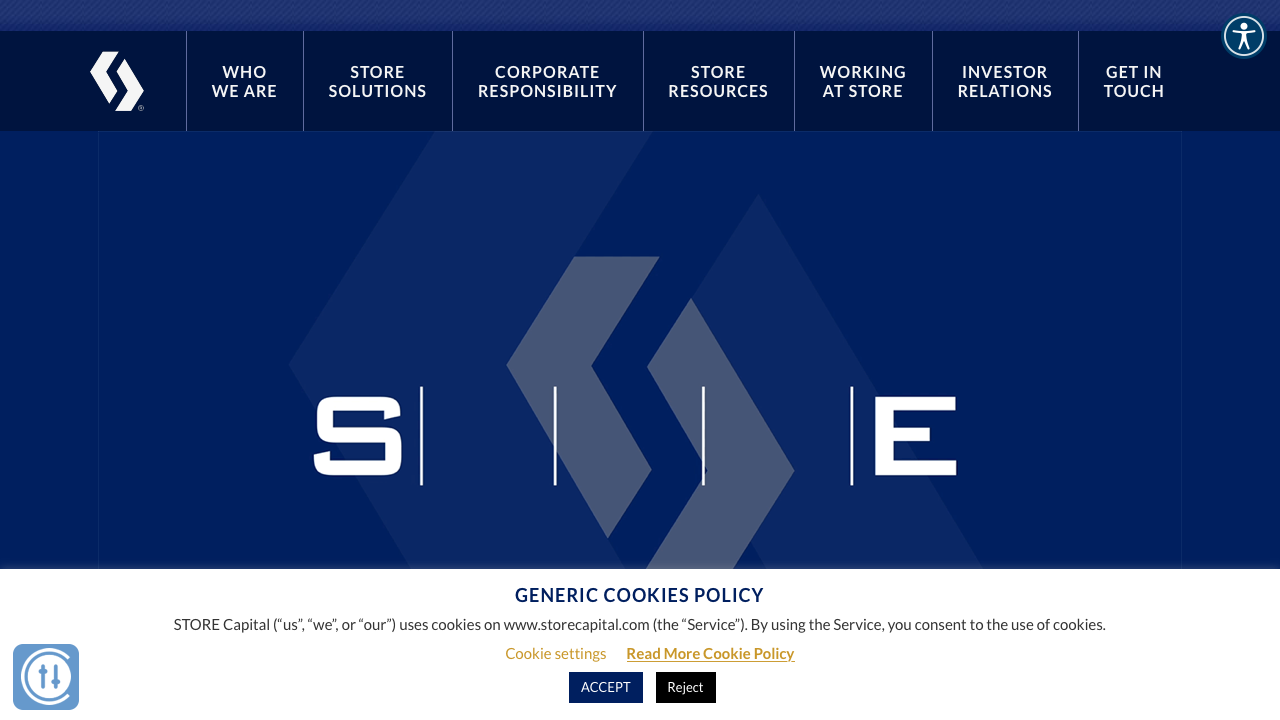 WHO
WE ARE
STORE
SOLUTIONS
CORPORATE
RESPONSIBILITY
STORE
RESOURCES
WORKING
AT STORE
INVESTOR
RELATIONS
GET IN
TOUCH
®
S E
GENERIC COOKIES POLICY
STORE Capital (“us”, “we”, or “our”) uses cookies on www.storecapital.com (the “Service”). By using the Service, you consent to the use of cookies.
Cookie settings Read More Cookie Policy
ACCEPT Reject